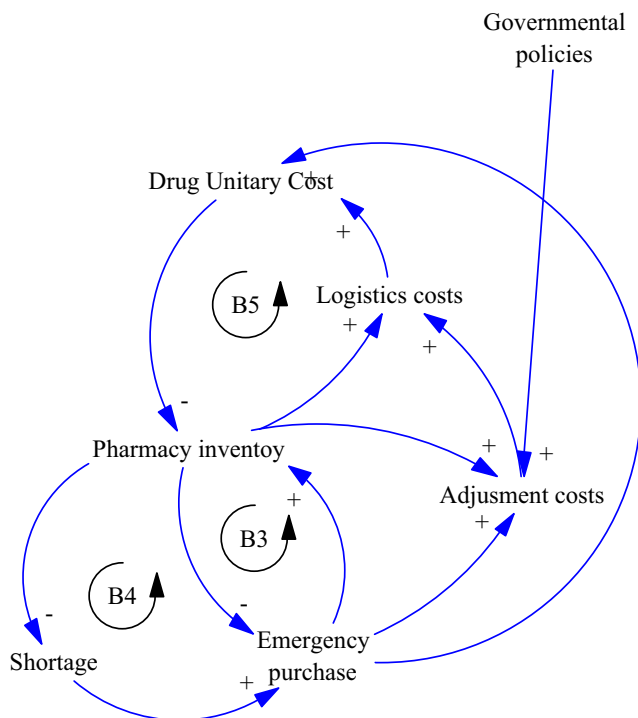 Governmental
policies
Drug Unitary Cost
+
+
B5
Logistics costs
+
+
-
Pharmacy inventoy
+
+
Adjusment costs
+
+
B3
B4
-
-
Emergency
purchase
Shortage
+